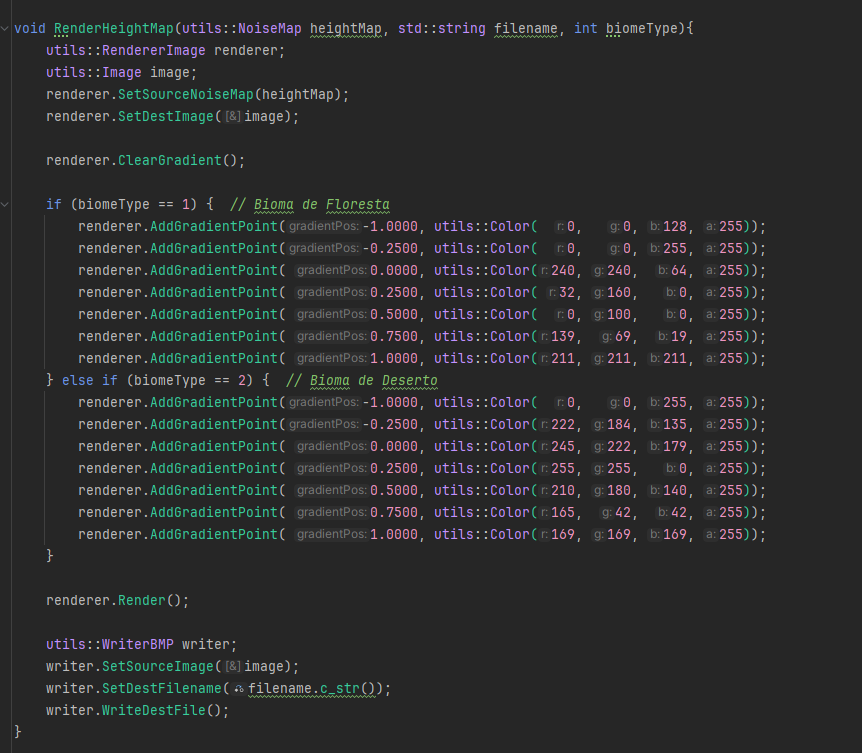 void RenderHeightMap(utils::NoiseMap heightMap, std::string filename, int biomeType){
utils::RendererImage renderer;
utils::Image image;
renderer.SetSourceNoiseMap(heightMap);
renderer.SetDestImage([&]image);
renderer.ClearGradient();
if (biomeType == 1) {  // Bioma de Floresta
renderer.AddGradientPoint(gradientPos:-1.0000, utils::Color( r:0, g:0, b:128, a:255));
renderer.AddGradientPoint(gradientPos:-0.2500, utils::Color( r:0, g:0, b:255, a:255));
renderer.AddGradientPoint( gradientPos:0.0000, utils::Color(r:240, g:240, b:64, a:255));
renderer.AddGradientPoint( gradientPos:0.2500, utils::Color( r:32, g:160, b:0, a:255));
renderer.AddGradientPoint( gradientPos:0.5000, utils::Color( r:0, g:100, b:0, a:255));
renderer.AddGradientPoint( gradientPos:0.7500, utils::Color(r:139, g:69, b:19, a:255));
renderer.AddGradientPoint( gradientPos:1.0000, utils::Color(r:211, g:211, b:211, a:255));
} else if (biomeType == 2) {  // Bioma de Deserto
renderer.AddGradientPoint(gradientPos:-1.0000, utils::Color( r:0, g:0, b:255, a:255));
renderer.AddGradientPoint(gradientPos:-0.2500, utils::Color(r:222, g:184, b:135, a:255));
renderer.AddGradientPoint( gradientPos:0.0000, utils::Color(r:245, g:222, b:179, a:255));
renderer.AddGradientPoint( gradientPos:0.2500, utils::Color(r:255, g:255, b:0, a:255));
renderer.AddGradientPoint( gradientPos:0.5000, utils::Color(r:210, g:180, b:140, a:255));
renderer.AddGradientPoint( gradientPos:0.7500, utils::Color(r:165, g:42, b:42, a:255));
renderer.AddGradientPoint( gradientPos:1.0000, utils::Color(r:169, g:169, b:169, a:255));
}
renderer.Render();
utils::WriterBMP writer;
writer.SetSourceImage([&]image);
writer.SetDestFilename(filename.c_str());
writer.WriteDestFile();
}